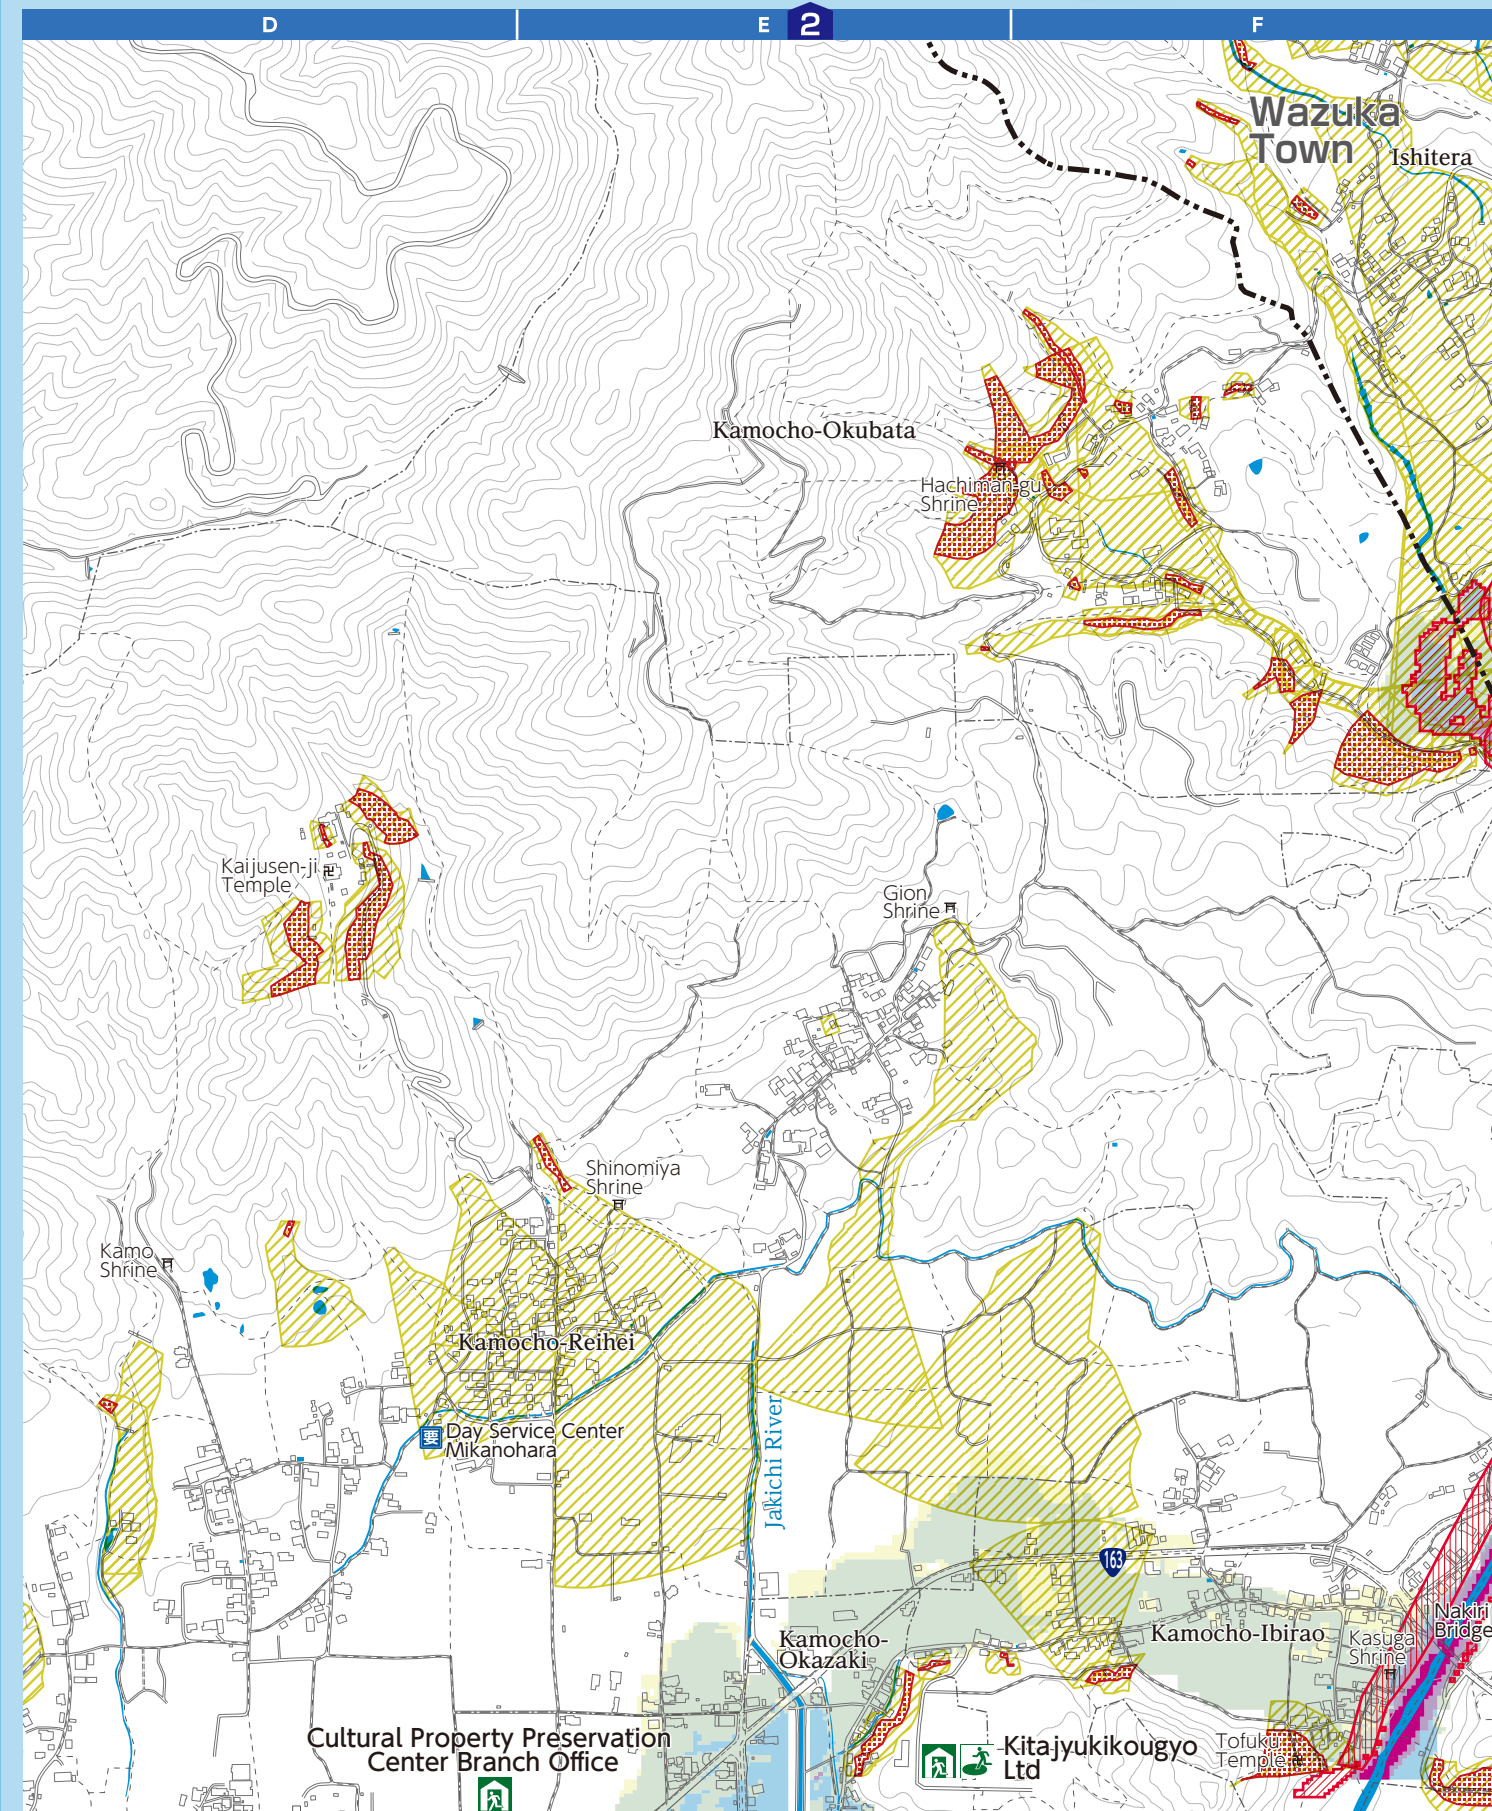 D
E
2
F
Wazuka
Town
Ishitera
Kamocho-Okubata
Hachiman-gu
Shrine
Kaijusen-ji
Temple
卍
Gion
Shrine
Shinomiya
Shrine
Kamo
Shrine
Kamocho-Reihei
要
Day Service Center
Mikanohara
Jakichi River
163
Nakiri
Bridge
Kamocho-Ibirao
Kasuga
Shrine
Kamocho-
Okazaki
Cultural Property Preservation
Center Branch Office
Kitajyukikougyo
Ltd
Tofuku
Temple